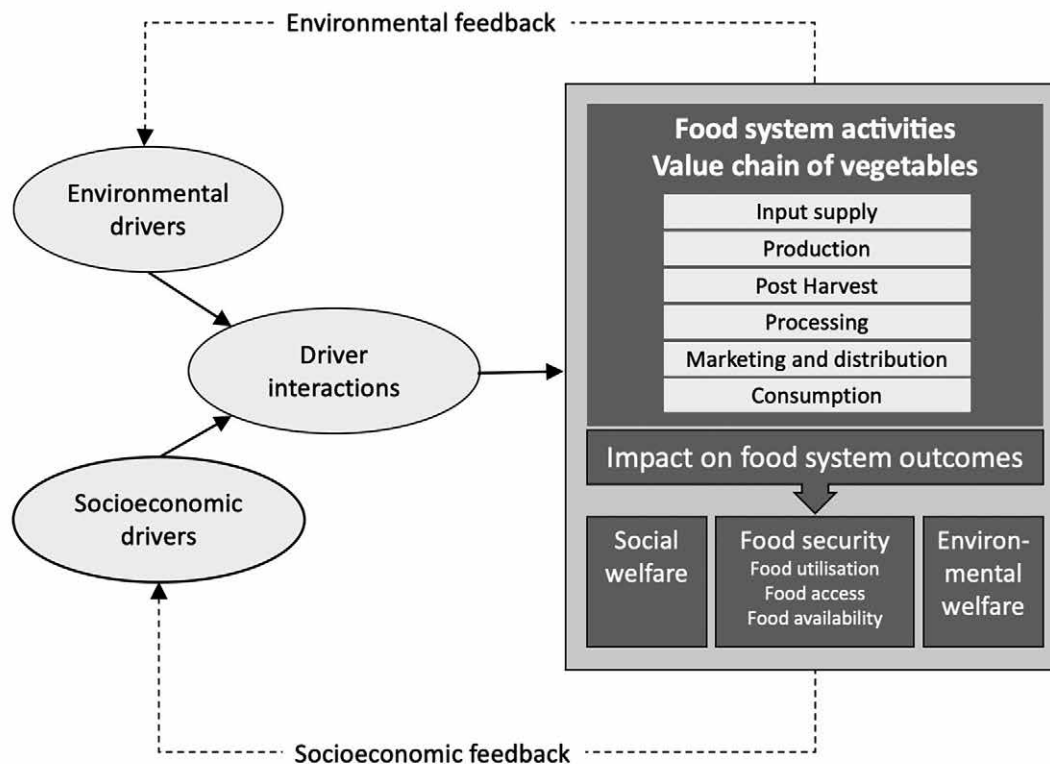 Environmental feedback
Food system activities
Value chain of vegetables
Input supply
Production
Post Harvest
Processing
Marketing and distribution
Consumption
Environmental
drivers
Driver
interactions
Socioeconomic
drivers
Impact on food system outcomes
Social
welfare
Food security
Food utilisation
Food access
Food availability
Environ-
mental
welfare
Socioeconomic feedback